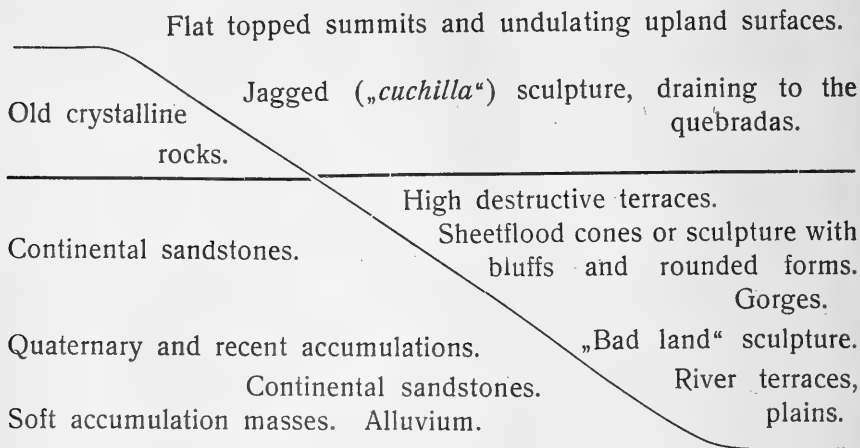 Flat topped summits and undulating upland surfaces.
Jagged („cuchilla“) sculpture, draining to the
quebradas.
Old crystalline
rocks.
High destructive terraces.
Sheetflood cones or sculpture with
bluffs and rounded forms.
Gorges.
Continental sandstones.
„Bad land“ sculpture.
Quaternary and recent accumulations.
River terraces,
plains.
Continental sandstones.
Soft accumulation masses. Alluvium.